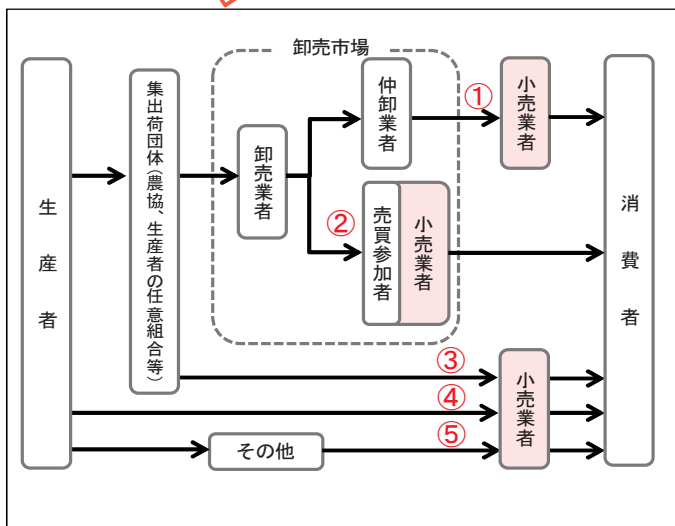 卸売市場
生産者
集出荷団体（農協、生産者の任意組合等）
卸売業者
仲卸業者
①
小売業者
②
売買参加者
小売業者
消費者
③
④
⑤
小売業者
その他